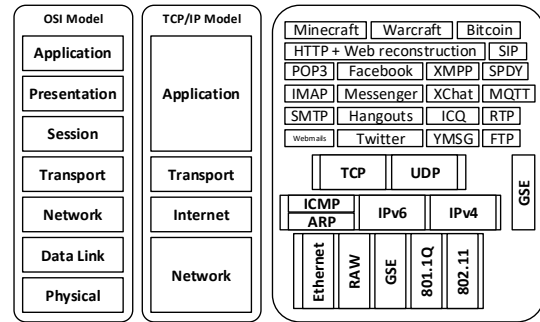 OSI Model
Application
Presentation
Session
Transport
Network
Data Link
Physical
TCP/IP Model
Application
Transport
Internet
Network
Minecraft Warcraft Bitcoin
HTTP + Web reconstruction SIP
POP3 Facebook XMPP SPDY
IMAP Messenger XChat MQTT
SMTP Hangouts ICQ RTP
Webmails Twitter YMSG FTP
TCP UDP
GSE
ICMP
ARP
IPv6 IPv4
Ethernet
RAW
GSE
801.1Q
802.11